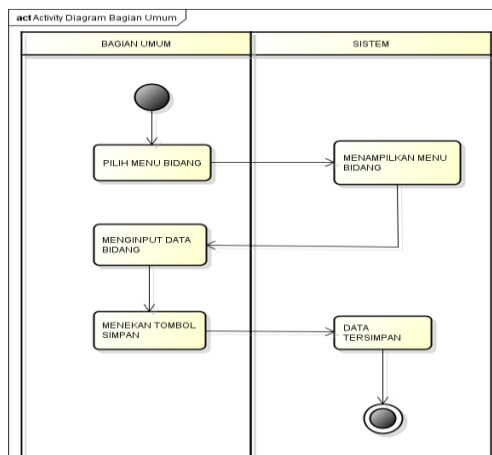 act Activity Diagram Bagian Umum
BAGIAN UMUM
SISTEM
PILIH MENU BIDANG
MENAMPILKAN MENU
BIDANG
MENGINPUT DATA
BIDANG
MENEKAN TOMBOL
SIMPAN
DATA
TERSIMPAN